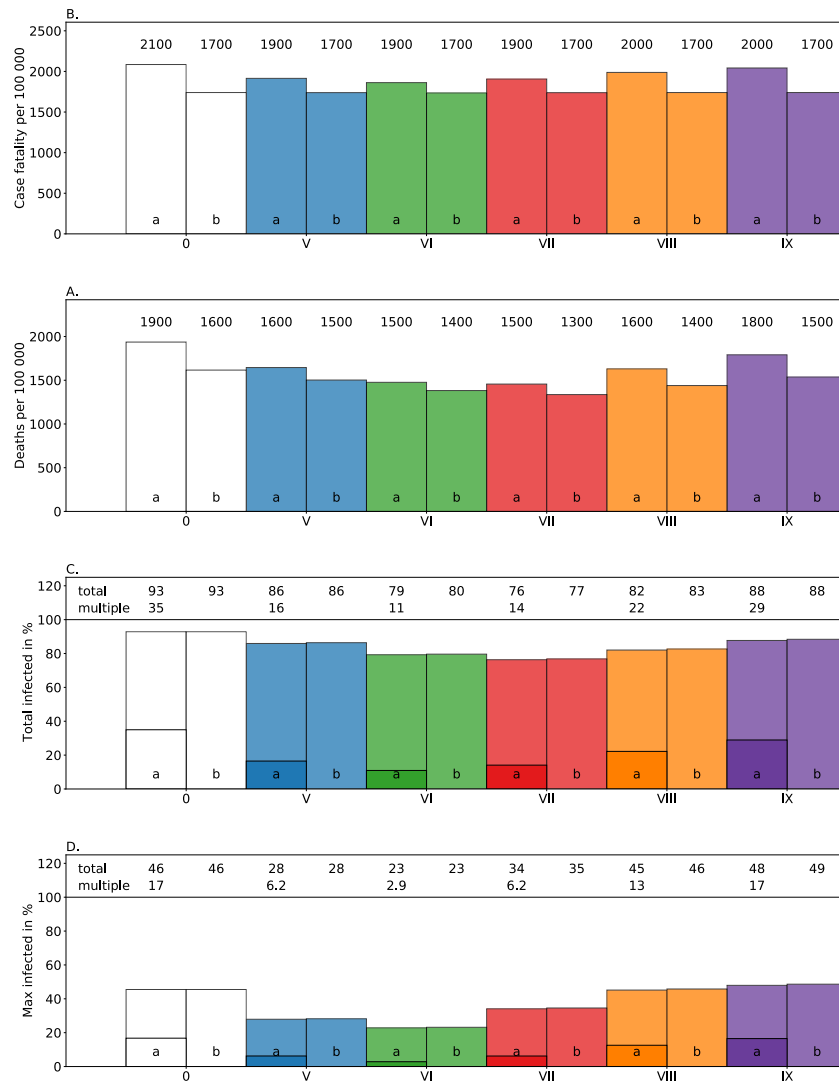 B.
Case fatality per 100 000
2500
2000
1500
1000
500
0
2100 1700 1900 1700 1900 1700 1900 1700 2000 1700 2000 1700
a b a b a b a b a b a b
0 V VI VII VIII IX
A.
Deaths per 100 000
2000
1500
1000
500
0
1900 1600 1600 1500 1500 1400 1500 1300 1600 1400 1800 1500
a b a b a b a b a b a b
0 V VI VII VIII IX
C.
Total infected in %
120
100
80
60
40
20
0
total 93 93 86 86 79 80 76 77 82 83 88 88
multiple 35 16 11 14 22 29
a b a b a b a b a b a b
0 V VI VII VIII IX
D.
Max infected in %
120
100
80
60
40
20
0
total 46 46 28 28 23 23 34 35 45 46 48 49
multiple 17 6.2 2.9 6.2 13 17
a b a b a b a b a b a b
0 V VI VII VIII IX